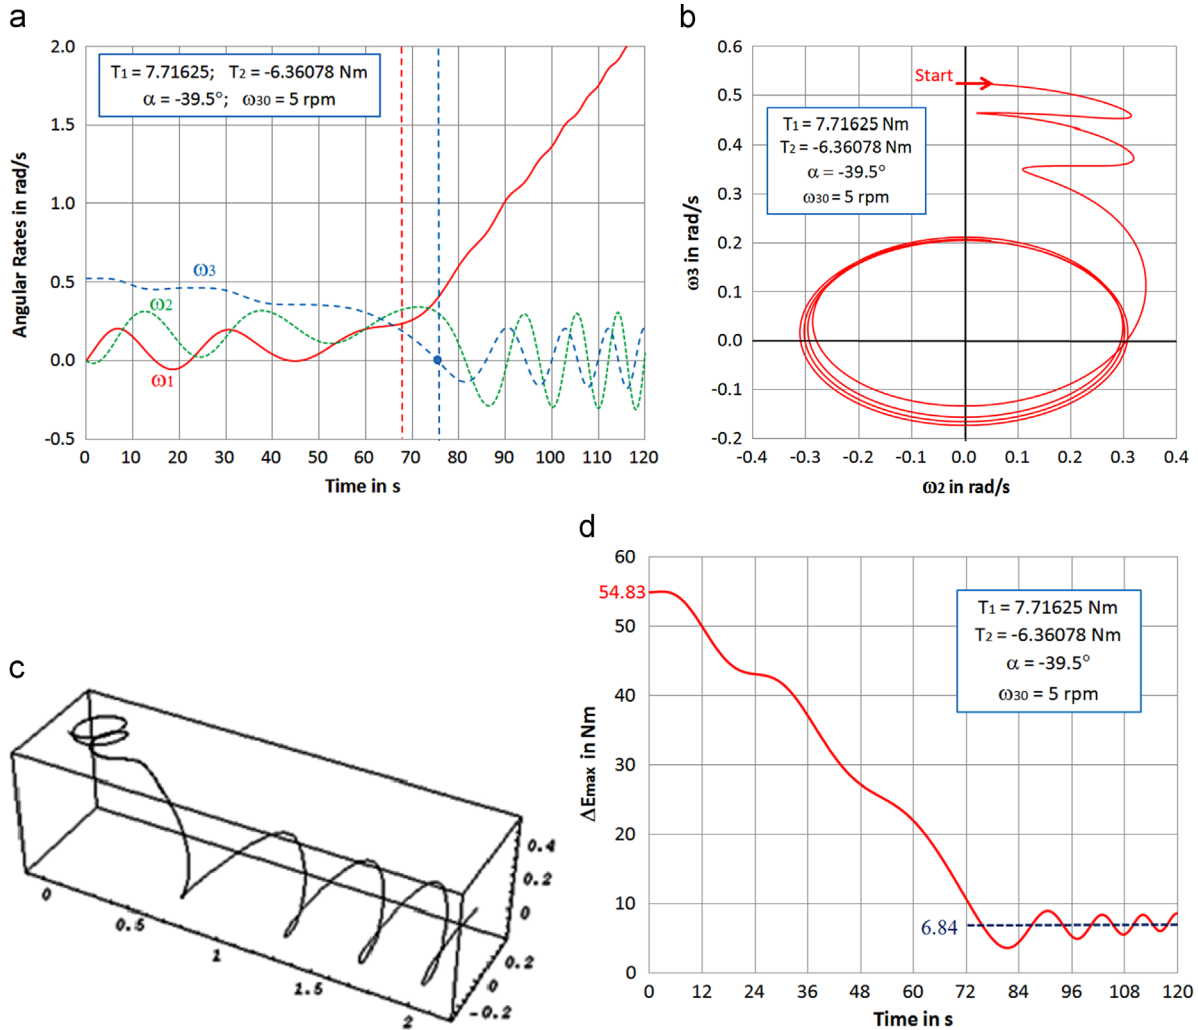 a
2.0
1.5
1.0
0.5
0.0
-0.5
Angular Rates in rad/s
T1 = 7.71625; T2 = -6.36078 Nm
α = -39.5°; ω30 = 5 rpm
ω3
ω2
ω1
0 10 20 30 40 50 60 70 80 90 100 110 120
Time in s
b
0.6
0.5
0.4
0.3
0.2
0.1
0.0
-0.1
-0.2
ω3 in rad/s
Start
T1 = 7.71625 Nm
T2 = -6.36078 Nm
α = -39.5°
ω30 = 5 rpm
-0.4 -0.3 -0.2 -0.1 0.0 0.1 0.2 0.3 0.4
ω2 in rad/s
c
0
0.5
1
1.5
2
0.4
0.2
0
0.2
0
-0.2
d
60
50
40
30
20
10
0
ΔEmax in Nm
54.83
6.84
T1 = 7.71625 Nm
T2 = -6.36078 Nm
α = -39.5°
ω30 = 5 rpm
0 12 24 36 48 60 72 84 96 108 120
Time in s